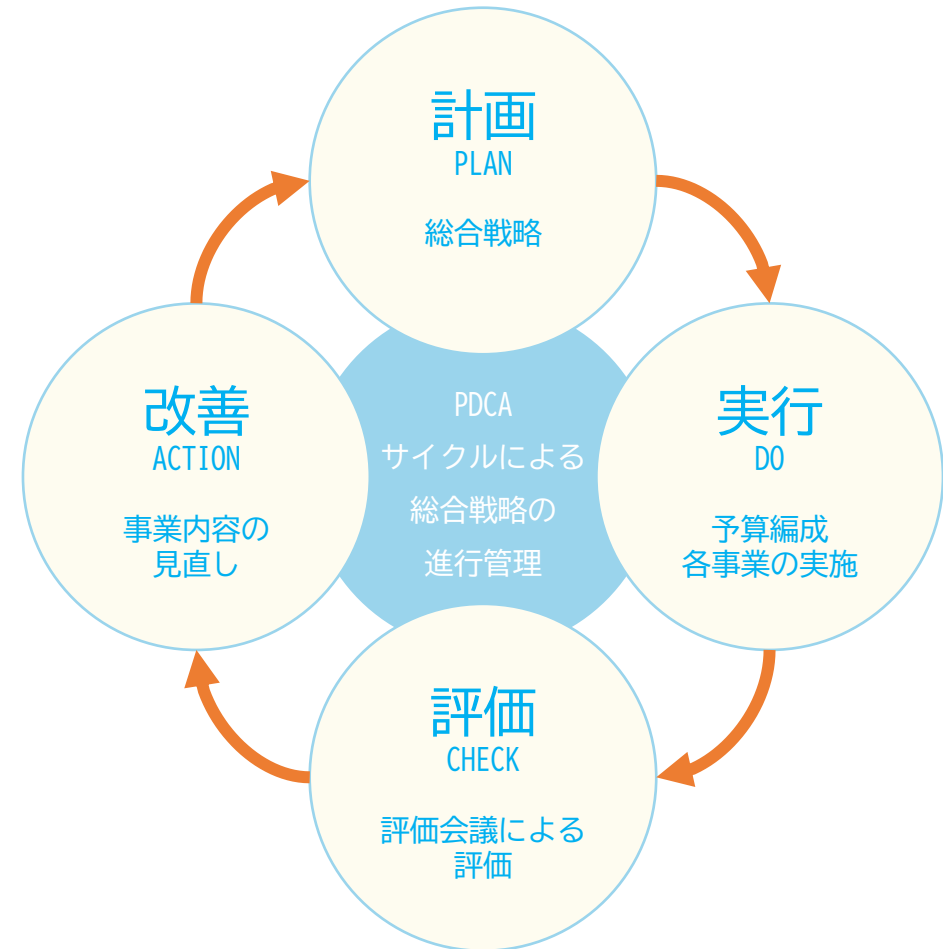 計画
PLAN
総合戦略
改善
ACTION
事業内容の
見直し
PDCA
サイクルによる
総合戦略の
進行管理
実行
DO
予算編成
各事業の実施
評価
CHECK
評価会議による
評価